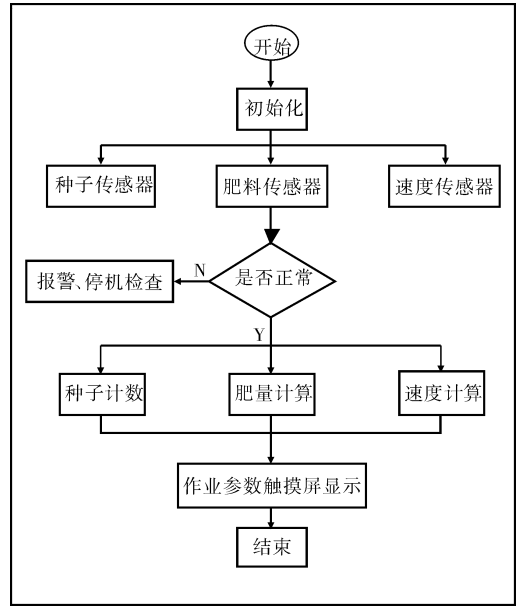 开始
初始化
种子传感器
肥料传感器
速度传感器
是否正常
N
报警、停机检查
Y
种子计数
肥量计算
速度计算
作业参数触摸屏显示
结束